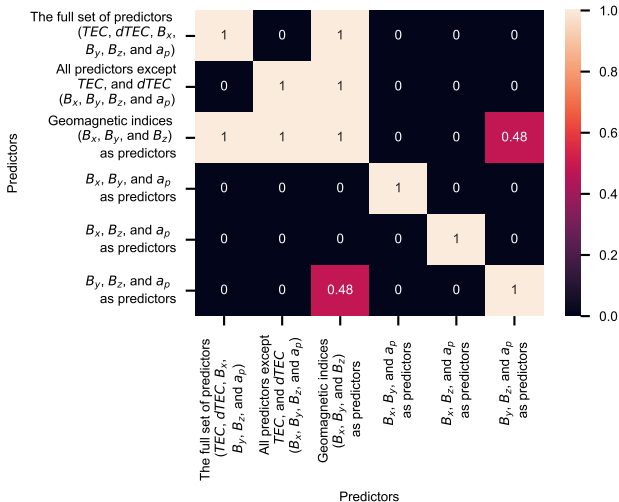 The full set of predictors
(TEC, dTEC, Bx,
By, Bz, and ap)
All predictors except
TEC, and dTEC
(Bx, By, Bz, and ap)
Geomagnetic indices
(Bx, By, and Bz)
as predictors
Bx, By, and ap
as predictors
Bx, Bz, and ap
as predictors
By, Bz, and ap
as predictors
Predictors
1 0 1 0 0 0
0 1 1 0 0 0
1 1 1 0 0 0.48
0 0 0 1 0 0
0 0 0 0 1 0
0 0 0.48 0 0 1
1.0
0.8
0.6
0.4
0.2
0.0
The full set of predictors
(TEC, dTEC, Bx,
By, Bz, and ap)
All predictors except
TEC, and dTEC
(Bx, By, Bz, and ap)
Geomagnetic indices
(Bx, By, and Bz)
as predictors
Bx, By, and ap
as predictors
Bx, Bz, and ap
as predictors
By, Bz, and ap
as predictors
Predictors